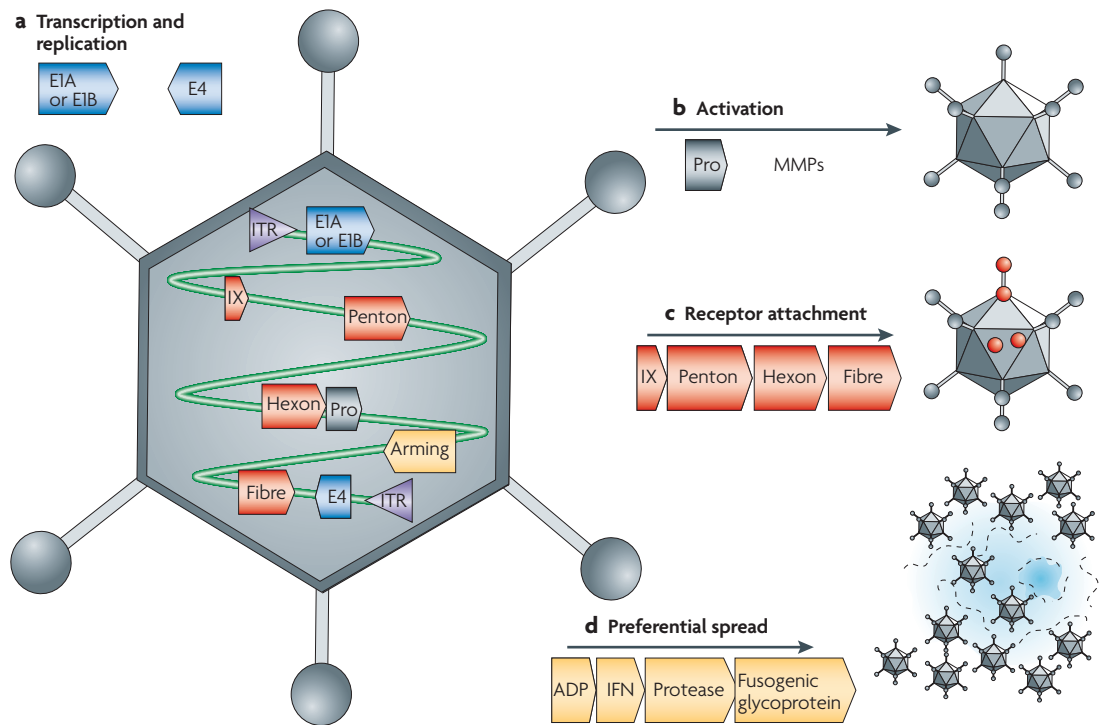 a Transcription and
replication
E1A
or E1B
E4
ITR
E1A
or E1B
IX
Penton
Hexon
Pro
Arming
Fibre
E4
ITR
b Activation
Pro
MMPs
c Receptor attachment
IX
Penton
Hexon
Fibre
d Preferential spread
ADP
IFN
Protease
Fusogenic
glycoprotein